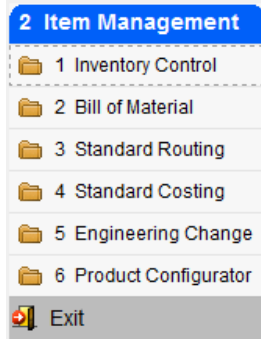 2 Item Management
1 Inventory Control
2 Bill of Material
3 Standard Routing
4 Standard Costing
5 Engineering Change
6 Product Configurator
Exit